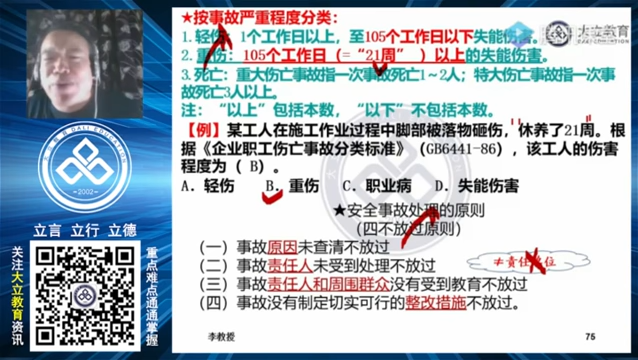 ★按事故严重程度分类：
1.轻伤：1个工作日以上，至105个工作日以下失能伤害。
2.重伤：105个工作日（=“21周”）以上的失能伤害。
3.死亡：重大伤亡事故指一次事故死亡1～2人；特大伤亡事故指一次事
故死亡3人以上。
注：“以上”包括本数，“以下”不包括本数。
【例】某工人在施工作业过程中脚部被落物砸伤，休养了21周。根
据《企业职工伤亡事故分类标准》（GB6441-86），该工人的伤害
程度为（ B）。
A．轻伤 B．重伤 C．职业病 D．失能伤害
★安全事故处理的原则
（四不放过原则）
（一）事故原因未查清不放过
（二）事故责任人未受到处理不放过
（三）事故责任人和周围群众没有受到教育不放过
（四）事故没有制定切实可行的整改措施不放过。
≠责任单位
李教授
75
大立教育
DALI EDUCATION
2002
立言 立行 立德
关注大立教育资讯
重点难点通通掌握